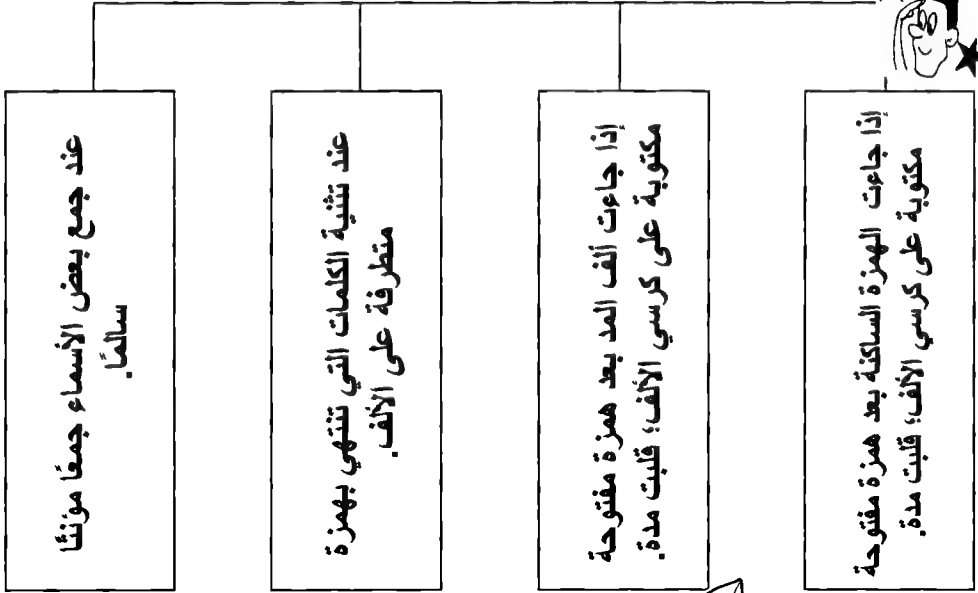 إذا جاءت الهمزة الساكنة بعد همزة مفتوحة
مكتوبة على كرسي الألف؛ قلبت مدة.
إذا جاءت ألف المد بعد همزة مفتوحة
مكتوبة على كرسي الألف؛ قلبت مدة.
عند تثنية الكلمات التي تنتهي بهمزة
متطرفة على الألف.
عند جمع بعض الأسماء جمعًا مؤنثًا
سالمًا.